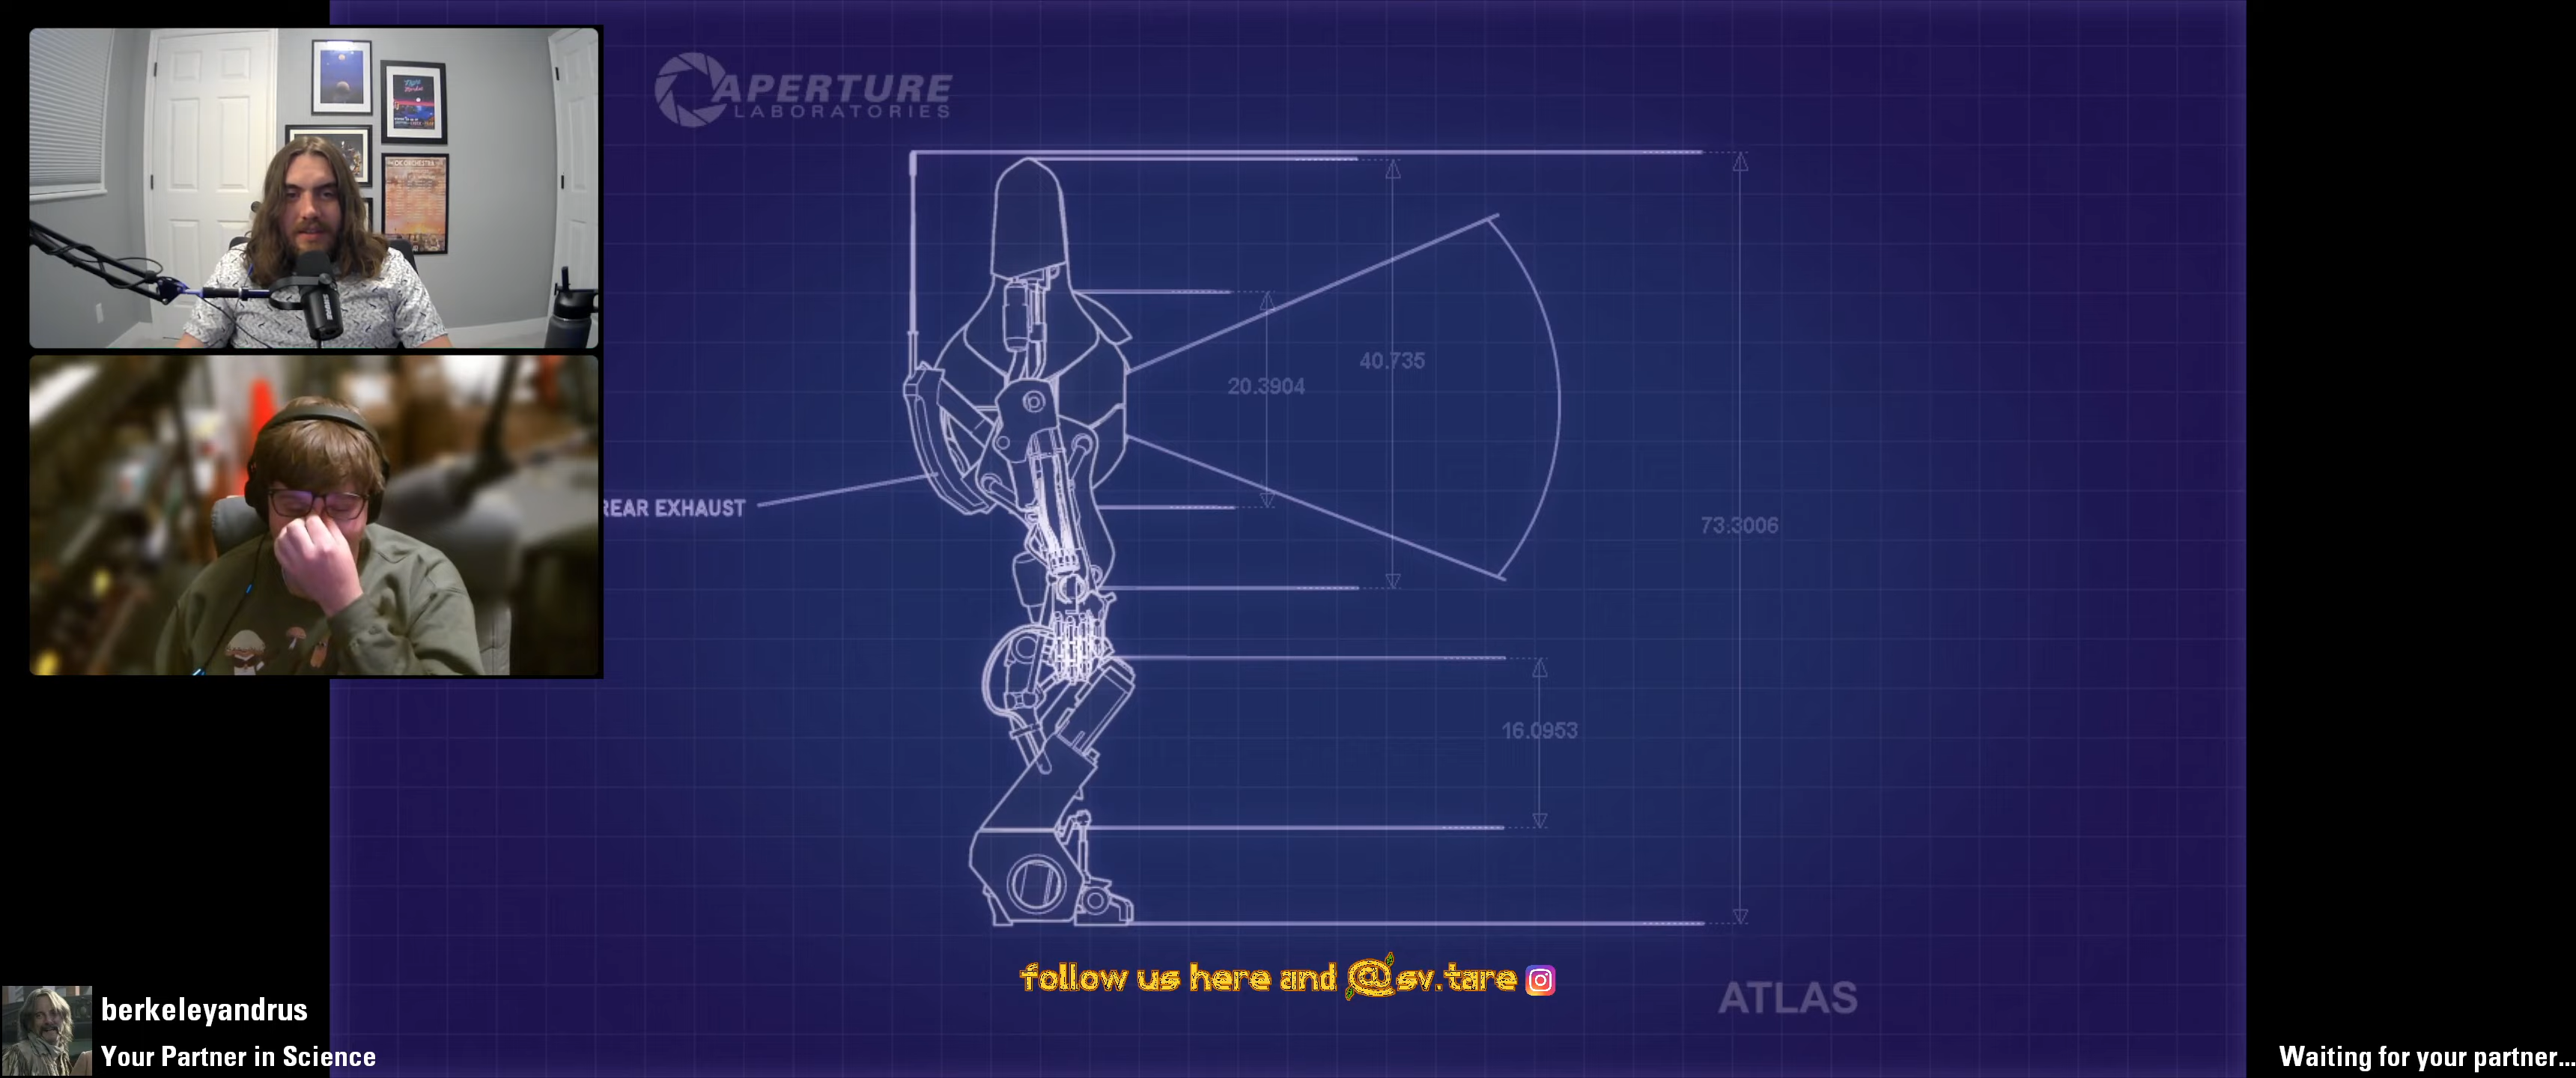 APERTURE
LABORATORIES
20.3904
40.735
REAR EXHAUST
73.3006
16.0953
follow us here and @sv.tare
ATLAS
berkeleyandrus
Your Partner in Science
Waiting for your partner...